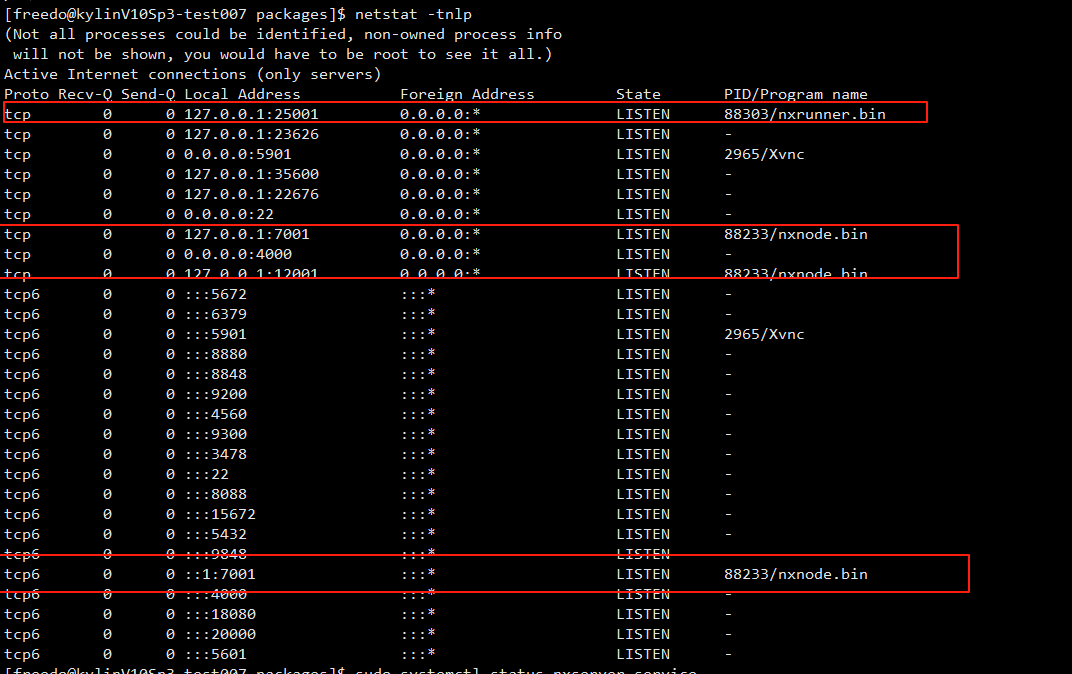 [freedo@kylinV10Sp3-test007 packages]$ netstat -tnlp
(Not all processes could be identified, non-owned process info
 will not be shown, you would have to be root to see it all.)
Active Internet connections (only servers)
Proto Recv-Q Send-Q Local Address           Foreign Address         State       PID/Program name
tcp        0      0 127.0.0.1:25001         0.0.0.0:*               LISTEN      88303/nxrunner.bin
tcp        0      0 127.0.0.1:23626         0.0.0.0:*               LISTEN      -
tcp        0      0 0.0.0.0:5901            0.0.0.0:*               LISTEN      2965/Xvnc
tcp        0      0 127.0.0.1:35600         0.0.0.0:*               LISTEN      -
tcp        0      0 127.0.0.1:22676         0.0.0.0:*               LISTEN      -
tcp        0      0 0.0.0.0:22              0.0.0.0:*               LISTEN      -
tcp        0      0 127.0.0.1:7001          0.0.0.0:*               LISTEN      88233/nxnode.bin
tcp        0      0 0.0.0.0:4000            0.0.0.0:*               LISTEN      -
tcp        0      0 127.0.0.1:12001         0.0.0.0:*               LISTEN      88233/nxnode.bin
tcp6       0      0 :::5672                 :::*                    LISTEN      -
tcp6       0      0 :::6379                 :::*                    LISTEN      -
tcp6       0      0 :::5901                 :::*                    LISTEN      2965/Xvnc
tcp6       0      0 :::8880                 :::*                    LISTEN      -
tcp6       0      0 :::8848                 :::*                    LISTEN      -
tcp6       0      0 :::9200                 :::*                    LISTEN      -
tcp6       0      0 :::4560                 :::*                    LISTEN      -
tcp6       0      0 :::9300                 :::*                    LISTEN      -
tcp6       0      0 :::3478                 :::*                    LISTEN      -
tcp6       0      0 :::22                   :::*                    LISTEN      -
tcp6       0      0 :::8088                 :::*                    LISTEN      -
tcp6       0      0 :::15672                :::*                    LISTEN      -
tcp6       0      0 :::5432                 :::*                    LISTEN      -
tcp6       0      0 :::9848                 :::*                    LISTEN      -
tcp6       0      0 ::1:7001                :::*                    LISTEN      88233/nxnode.bin
tcp6       0      0 :::4000                 :::*                    LISTEN      -
tcp6       0      0 :::18080                :::*                    LISTEN      -
tcp6       0      0 :::20000                :::*                    LISTEN      -
tcp6       0      0 :::5601                 :::*                    LISTEN      -
[freedo@kylinV10Sp3-test007 packages]$ sudo systemctl status nxserver.service